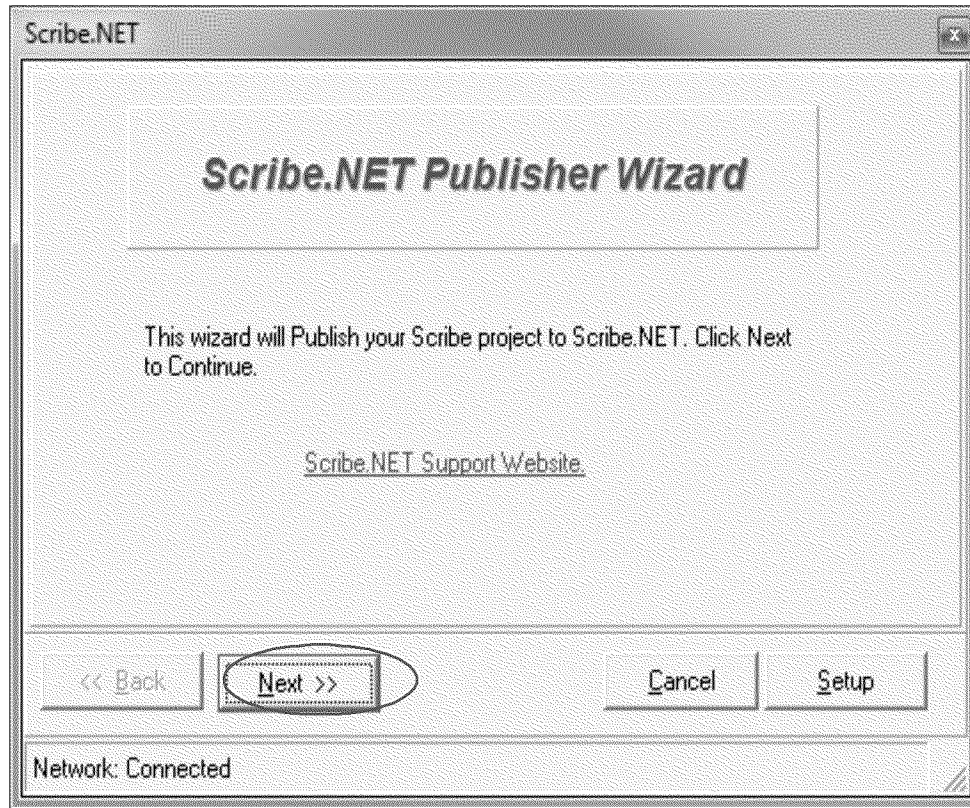 Scribe.NET
x
Scribe.NET Publisher Wizard
This wizard will Publish your Scribe project to Scribe.NET. Click Next
to Continue.
Scribe.NET Support Website.
<< Back
Next >>
Cancel
Setup
Network: Connected